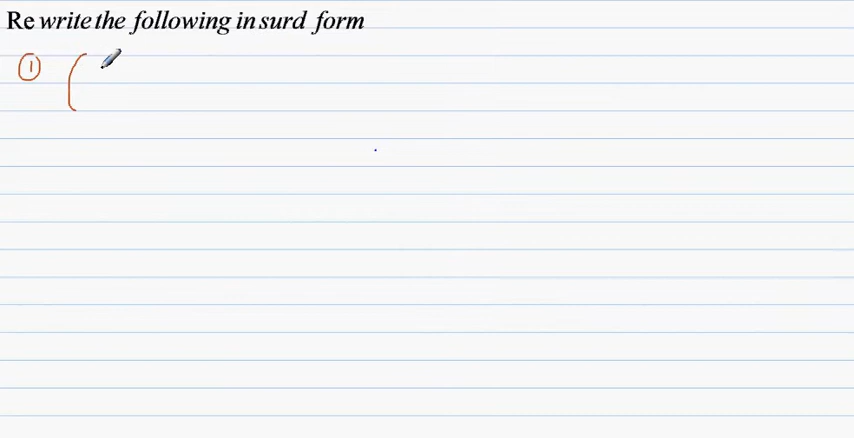 Re write the following in surd form
① (